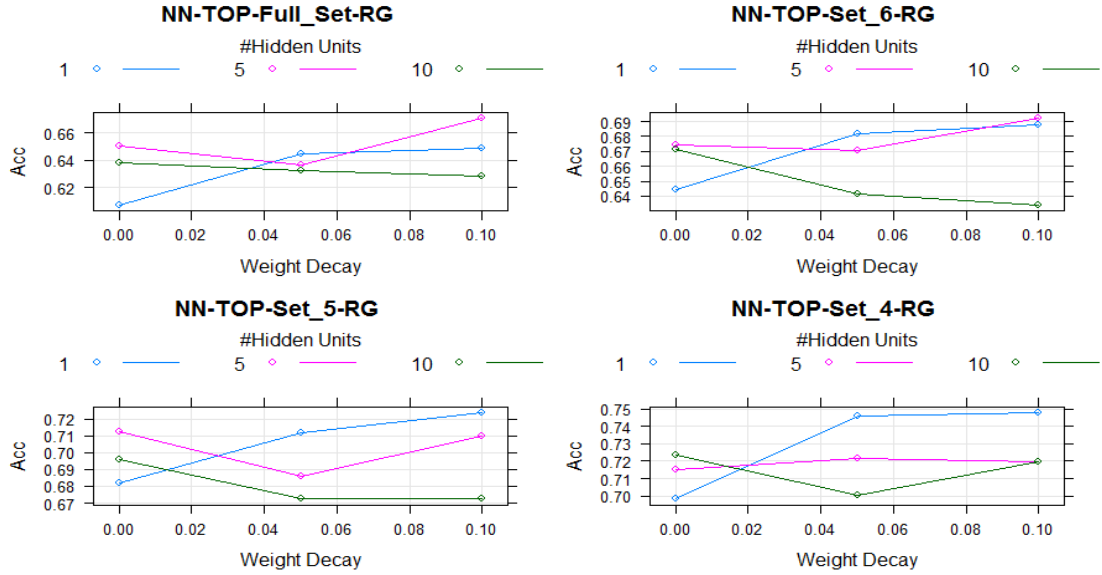 NN-TOP-Full_Set-RG
#Hidden Units
1 5 10
0.66
0.64
0.62
Acc
0.00 0.02 0.04 0.06 0.08 0.10
Weight Decay
NN-TOP-Set_6-RG
#Hidden Units
1 5 10
0.69
0.68
0.67
0.66
0.65
0.64
Acc
0.00 0.02 0.04 0.06 0.08 0.10
Weight Decay
NN-TOP-Set_5-RG
#Hidden Units
1 5 10
0.72
0.71
0.70
0.69
0.68
0.67
Acc
0.00 0.02 0.04 0.06 0.08 0.10
Weight Decay
NN-TOP-Set_4-RG
#Hidden Units
1 5 10
0.75
0.74
0.73
0.72
0.71
0.70
Acc
0.00 0.02 0.04 0.06 0.08 0.10
Weight Decay